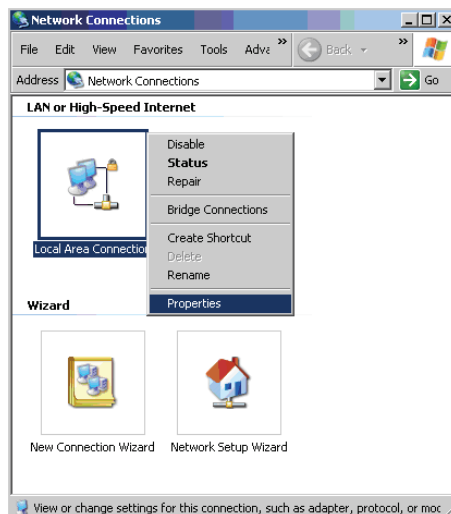 Network Connections
File Edit View Favorites Tools Adva » Back »
Address Network Connections Go
LAN or High-Speed Internet
Disable
Status
Repair
Bridge Connections
Create Shortcut
Delete
Rename
Properties
Local Area Connection
Wizard
New Connection Wizard Network Setup Wizard
View or change settings for this connection, such as adapter, protocol, or moc